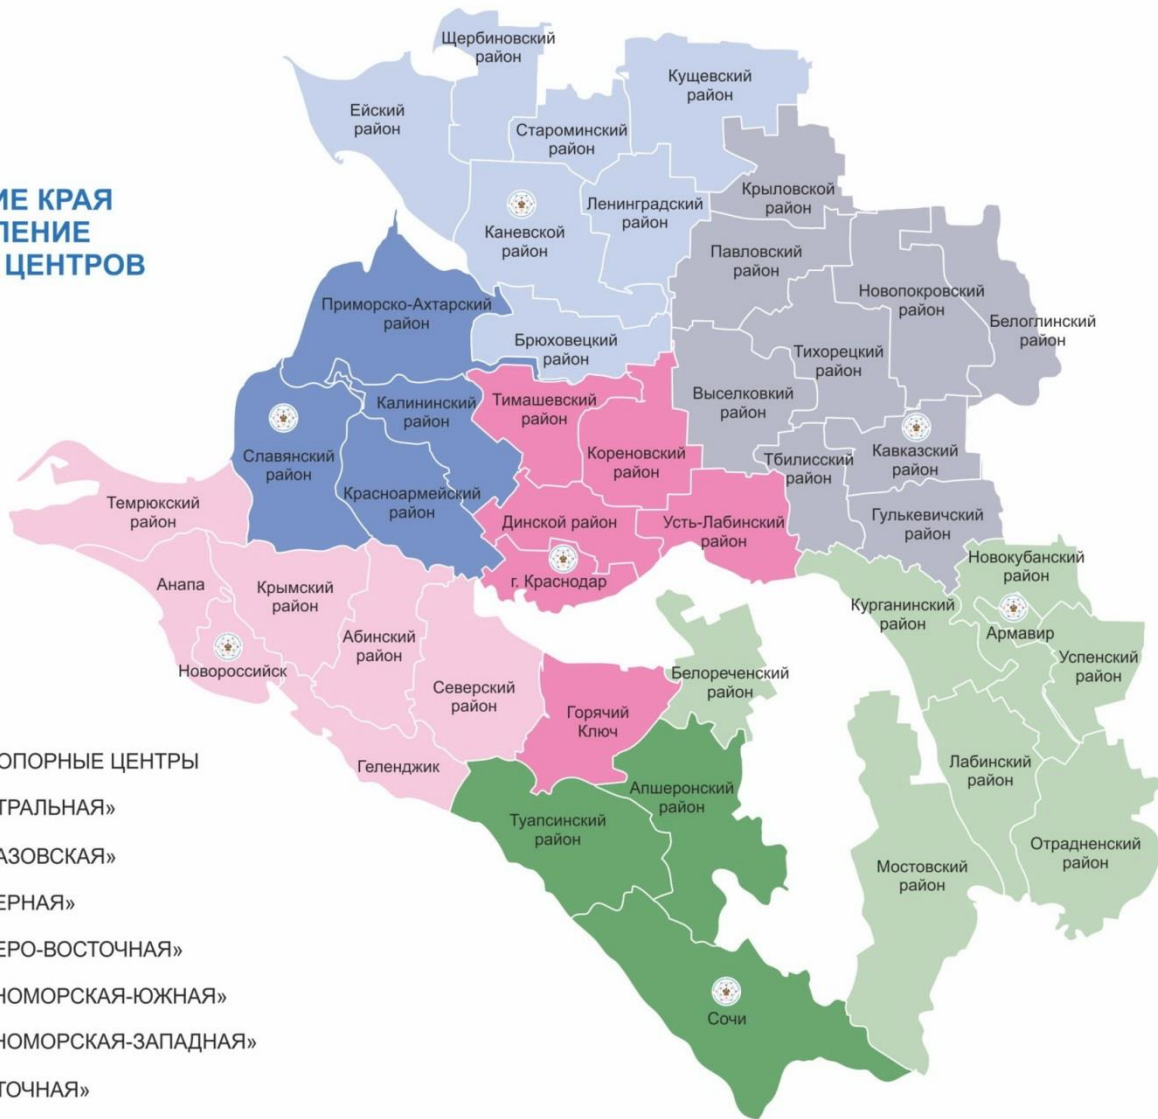 Щербиновский
район
Кущевский
район
Ейский
район
Староминский
район
Крыловской
район
Ленинградский
район
Каневской
район
ИЕ КРАЯ
ЛЕНИЕ
ЦЕНТРОВ
Павловский
район
Новопокровский
район
Белоглинский
район
Приморско-Ахтарский
район
Брюховецкий
район
Тихорецкий
район
Выселковкий
район
Калининский
район
Тимашевский
район
Славянский
район
Кореновский
район
Тбилисский
район
Кавказский
район
Красноармейский
район
Темрюкский
район
Динской район
Усть-Лабинский
район
Гулькевичский
район
г. Краснодар
Новокубанский
район
Анапа
Крымский
район
Абинский
район
Курганинский
район
Армавир
Успенский
район
Новороссийск
Северский
район
Белореченский
район
Горячий
Ключ
Геленджик
Лабинский
район
Апшеронский
район
Туапсинский
район
Отрадненский
район
Мостовский
район
Сочи
ОПОРНЫЕ ЦЕНТРЫ
ТРАЛЬНАЯ»
АЗОВСКАЯ»
ЕРНАЯ»
ЕРО-ВОСТОЧНАЯ»
НОМОРСКАЯ-ЮЖНАЯ»
НОМОРСКАЯ-ЗАПАДНАЯ»
ТОЧНАЯ»